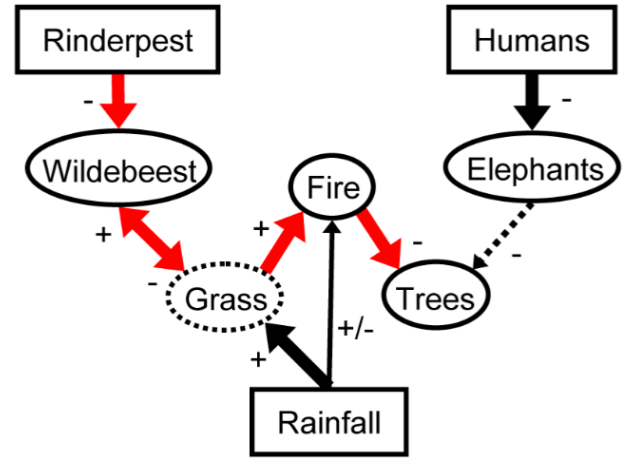 Rinderpest
Humans
-
-
Wildebeest
Fire
Elephants
+
+
-
-
-
Grass
Trees
+
+/-
Rainfall